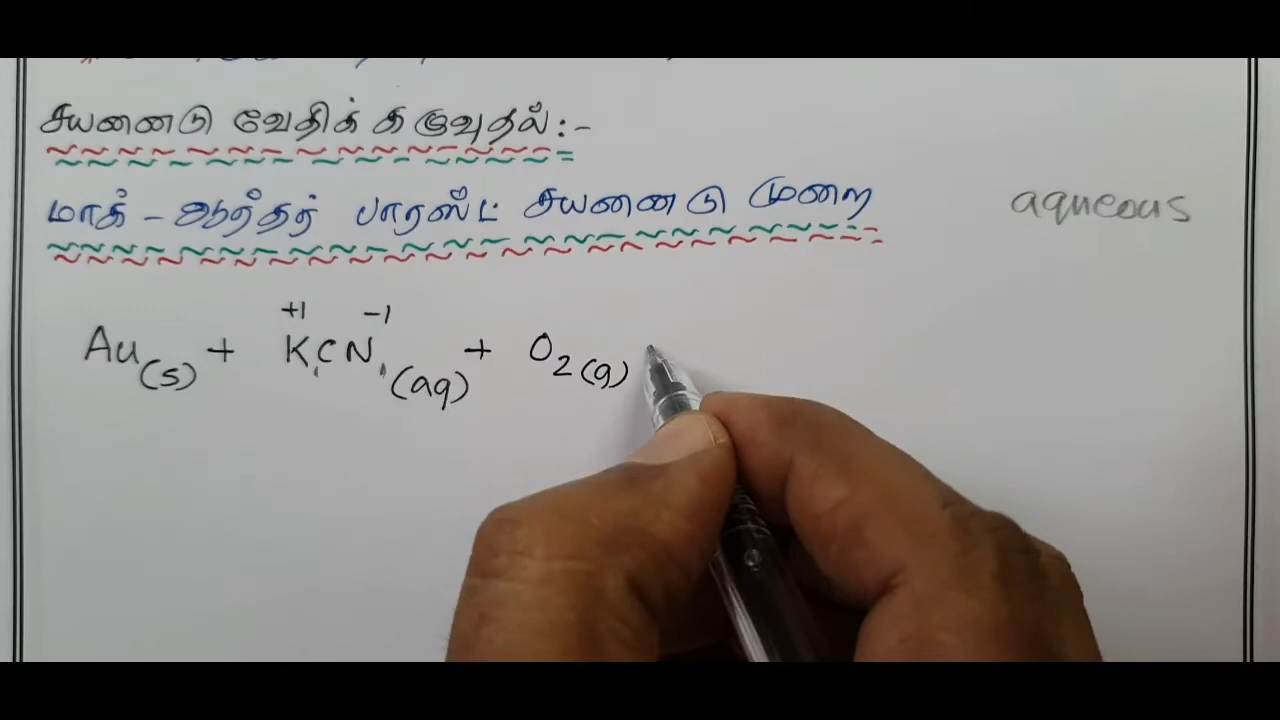 சயனைடு வேதிக் கழுவுதல்:-
மாக் - ஆர்தர் பாரஸ்ட் சயனைடு முறை
aqueous
+1 -1
Au(s) + KCN(aq) + O2(g)